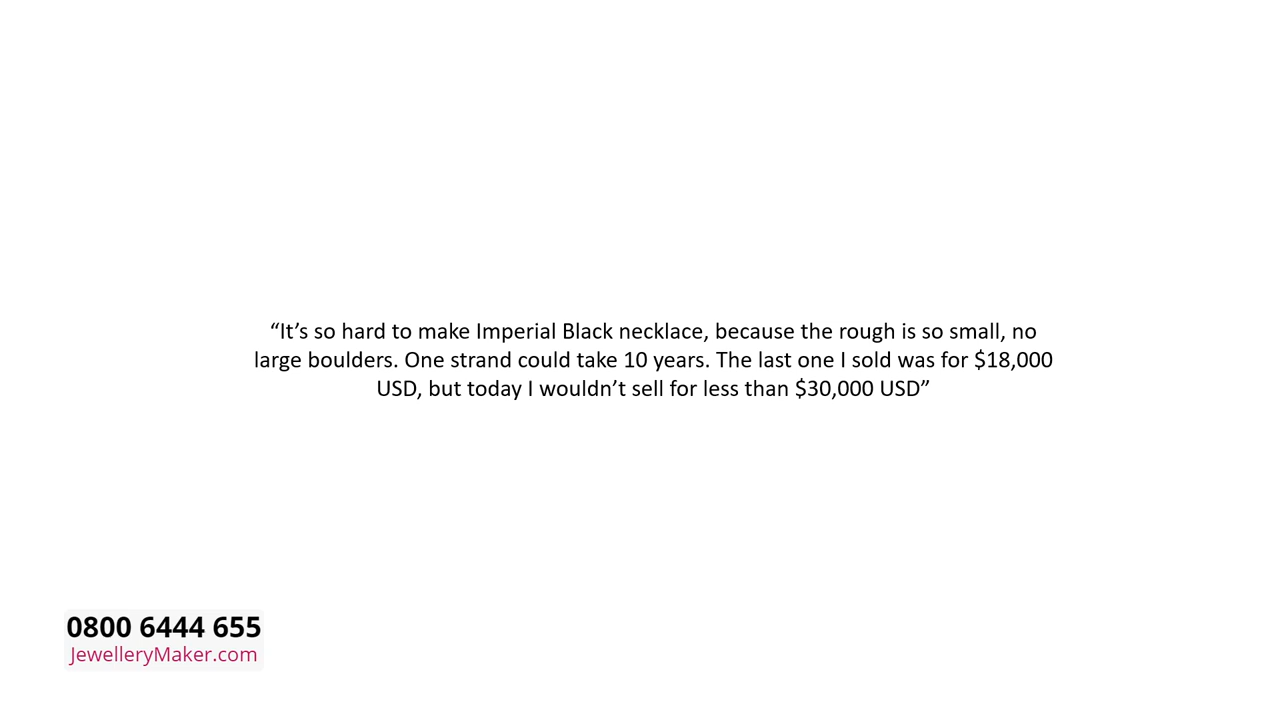 “It’s so hard to make Imperial Black necklace, because the rough is so small, no
large boulders. One strand could take 10 years. The last one I sold was for $18,000
USD, but today I wouldn’t sell for less than $30,000 USD”
0800 6444 655
JewelleryMaker.com